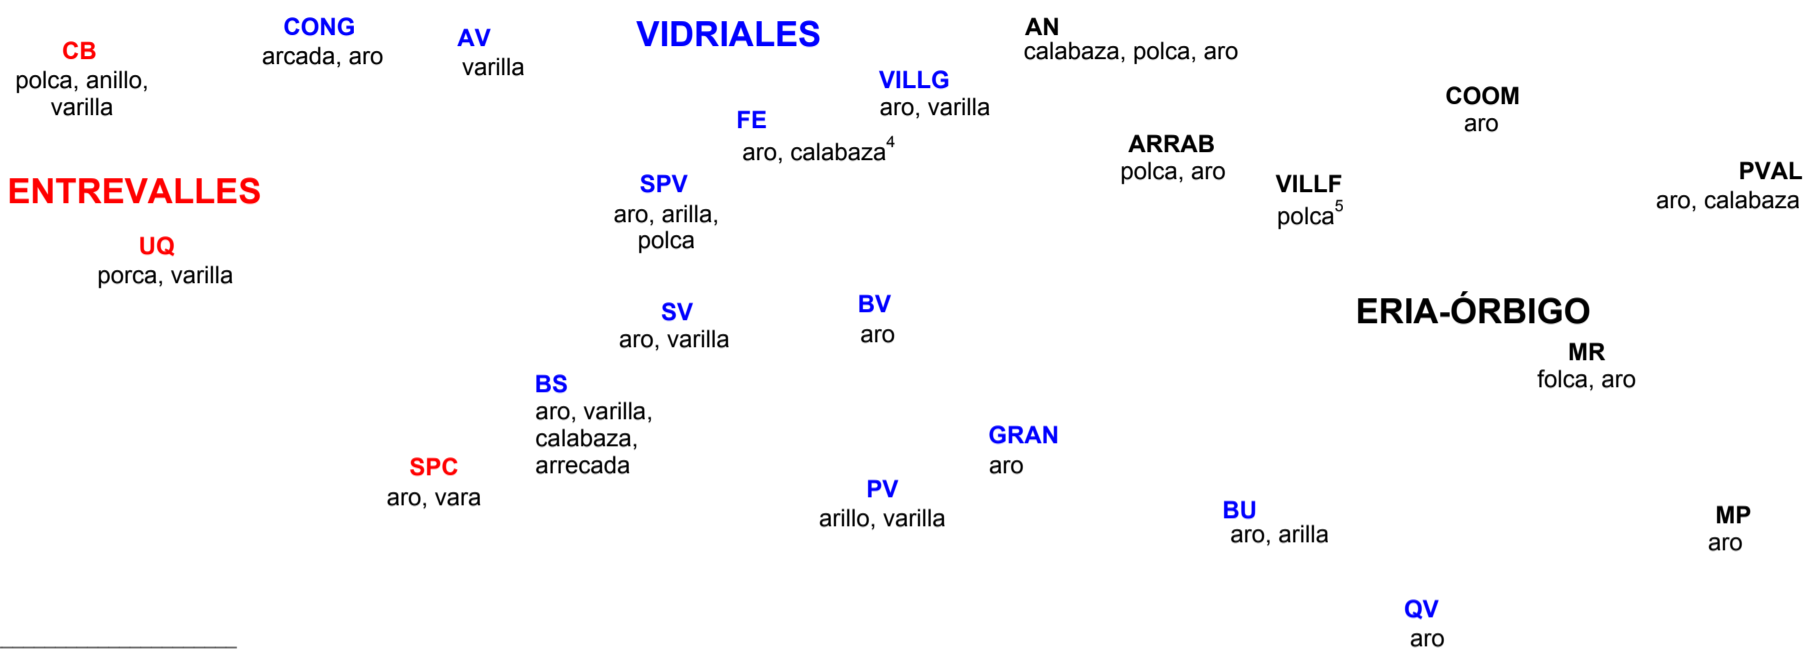 CONG
arcada, aro
AV
varilla
VIDRIALES
AN
calabaza, polca, aro
CB
polca, anillo,
varilla
VILLG
aro, varilla
COOM
aro
FE
aro, calabaza⁴
ARRAB
polca, aro
VILLF
polca⁵
PVAL
aro, calabaza
ENTREVALLES
SPV
aro, arilla,
polca
UQ
porca, varilla
SV
aro, varilla
BV
aro
ERIA-ÓRBIGO
MR
folca, aro
BS
aro, varilla,
calabaza,
arrecada
GRAN
aro
SPC
aro, vara
PV
arillo, varilla
BU
aro, arilla
MP
aro
QV
aro